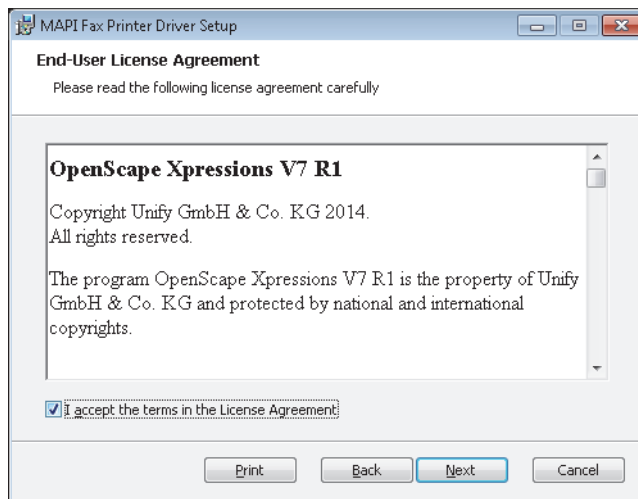 MAPI Fax Printer Driver Setup
End-User License Agreement
Please read the following license agreement carefully
OpenScape Xpressions V7 R1
Copyright Unify GmbH & Co. KG 2014.
All rights reserved.
The program OpenScape Xpressions V7 R1 is the property of Unify
GmbH & Co. KG and protected by national and international
copyrights.
I accept the terms in the License Agreement
Print Back Next Cancel